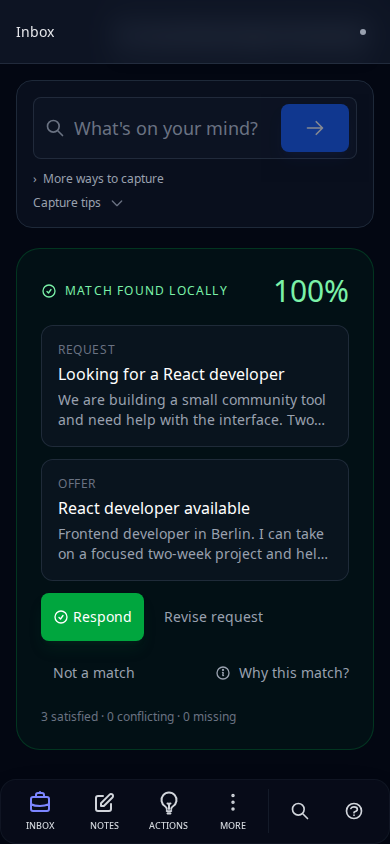 Inbox
What's on your mind?
› More ways to capture
Capture tips
MATCH FOUND LOCALLY
100%
REQUEST
Looking for a React developer
We are building a small community tool
and need help with the interface. Two...
OFFER
React developer available
Frontend developer in Berlin. I can take
on a focused two-week project and hel...
Respond
Revise request
Not a match
Why this match?
3 satisfied · 0 conflicting · 0 missing
INBOX
NOTES
ACTIONS
MORE